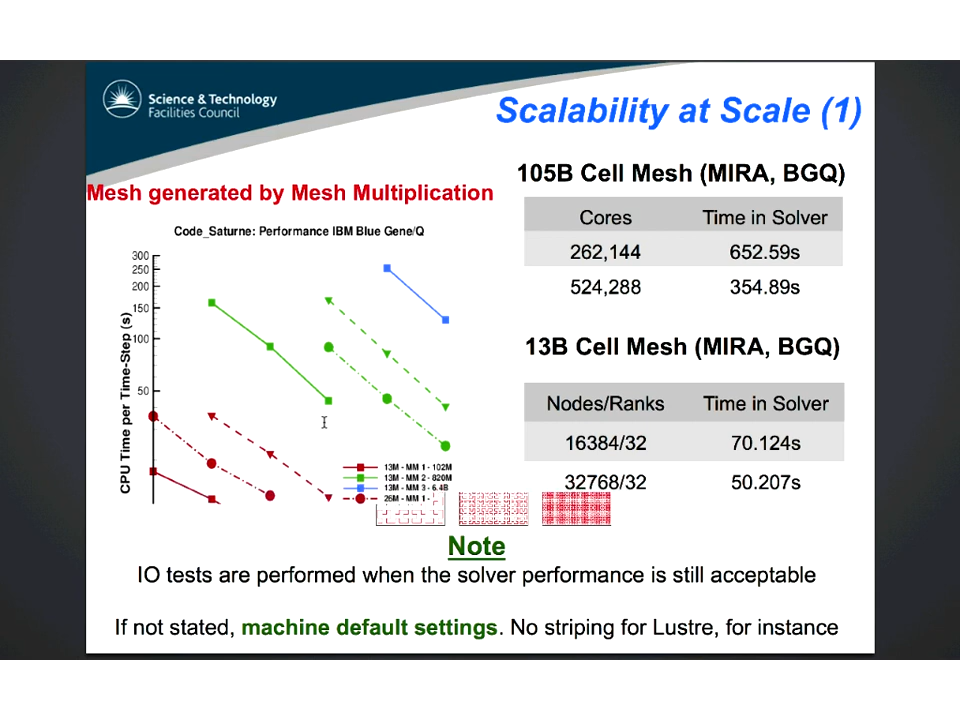 Science & Technology
Facilities Council
Scalability at Scale (1)
Mesh generated by Mesh Multiplication
Code_Saturne: Performance IBM Blue Gene/Q
CPU Time per Time-Step (s)
300
250
200
150
100
50
13M - MM 1 - 102M
13M - MM 2 - 820M
13M - MM 3 - 6.4B
26M - MM 1 -
105B Cell Mesh (MIRA, BGQ)
Cores Time in Solver
262,144 652.59s
524,288 354.89s
13B Cell Mesh (MIRA, BGQ)
Nodes/Ranks Time in Solver
16384/32 70.124s
32768/32 50.207s
Note
IO tests are performed when the solver performance is still acceptable
If not stated, machine default settings. No striping for Lustre, for instance